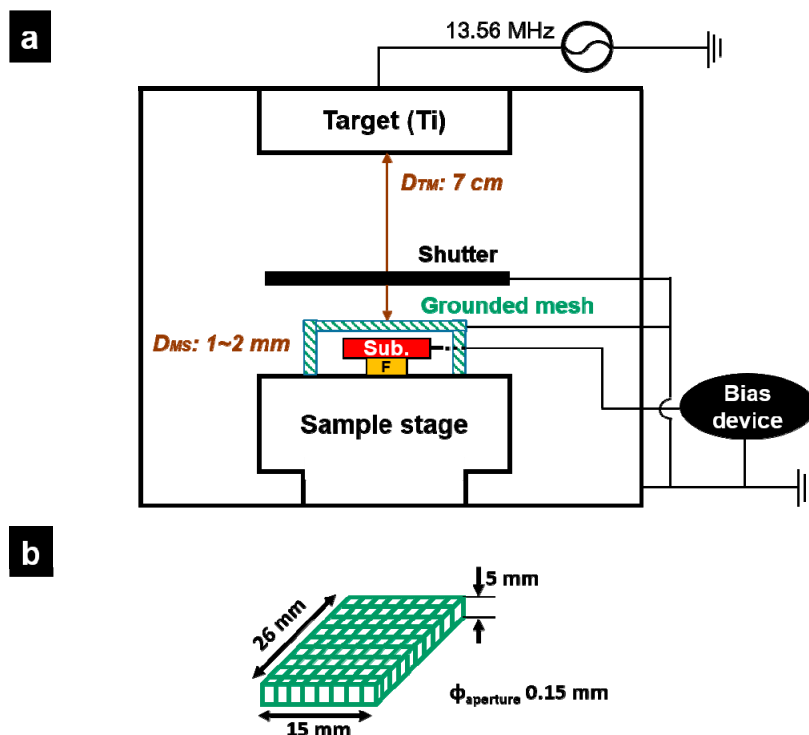 a
13.56 MHz
Target (Ti)
DTM: 7 cm
Shutter
Grounded mesh
DMS: 1~2 mm
Sub.
F
Bias
device
Sample stage
b
5 mm
26 mm
ϕaperture 0.15 mm
15 mm